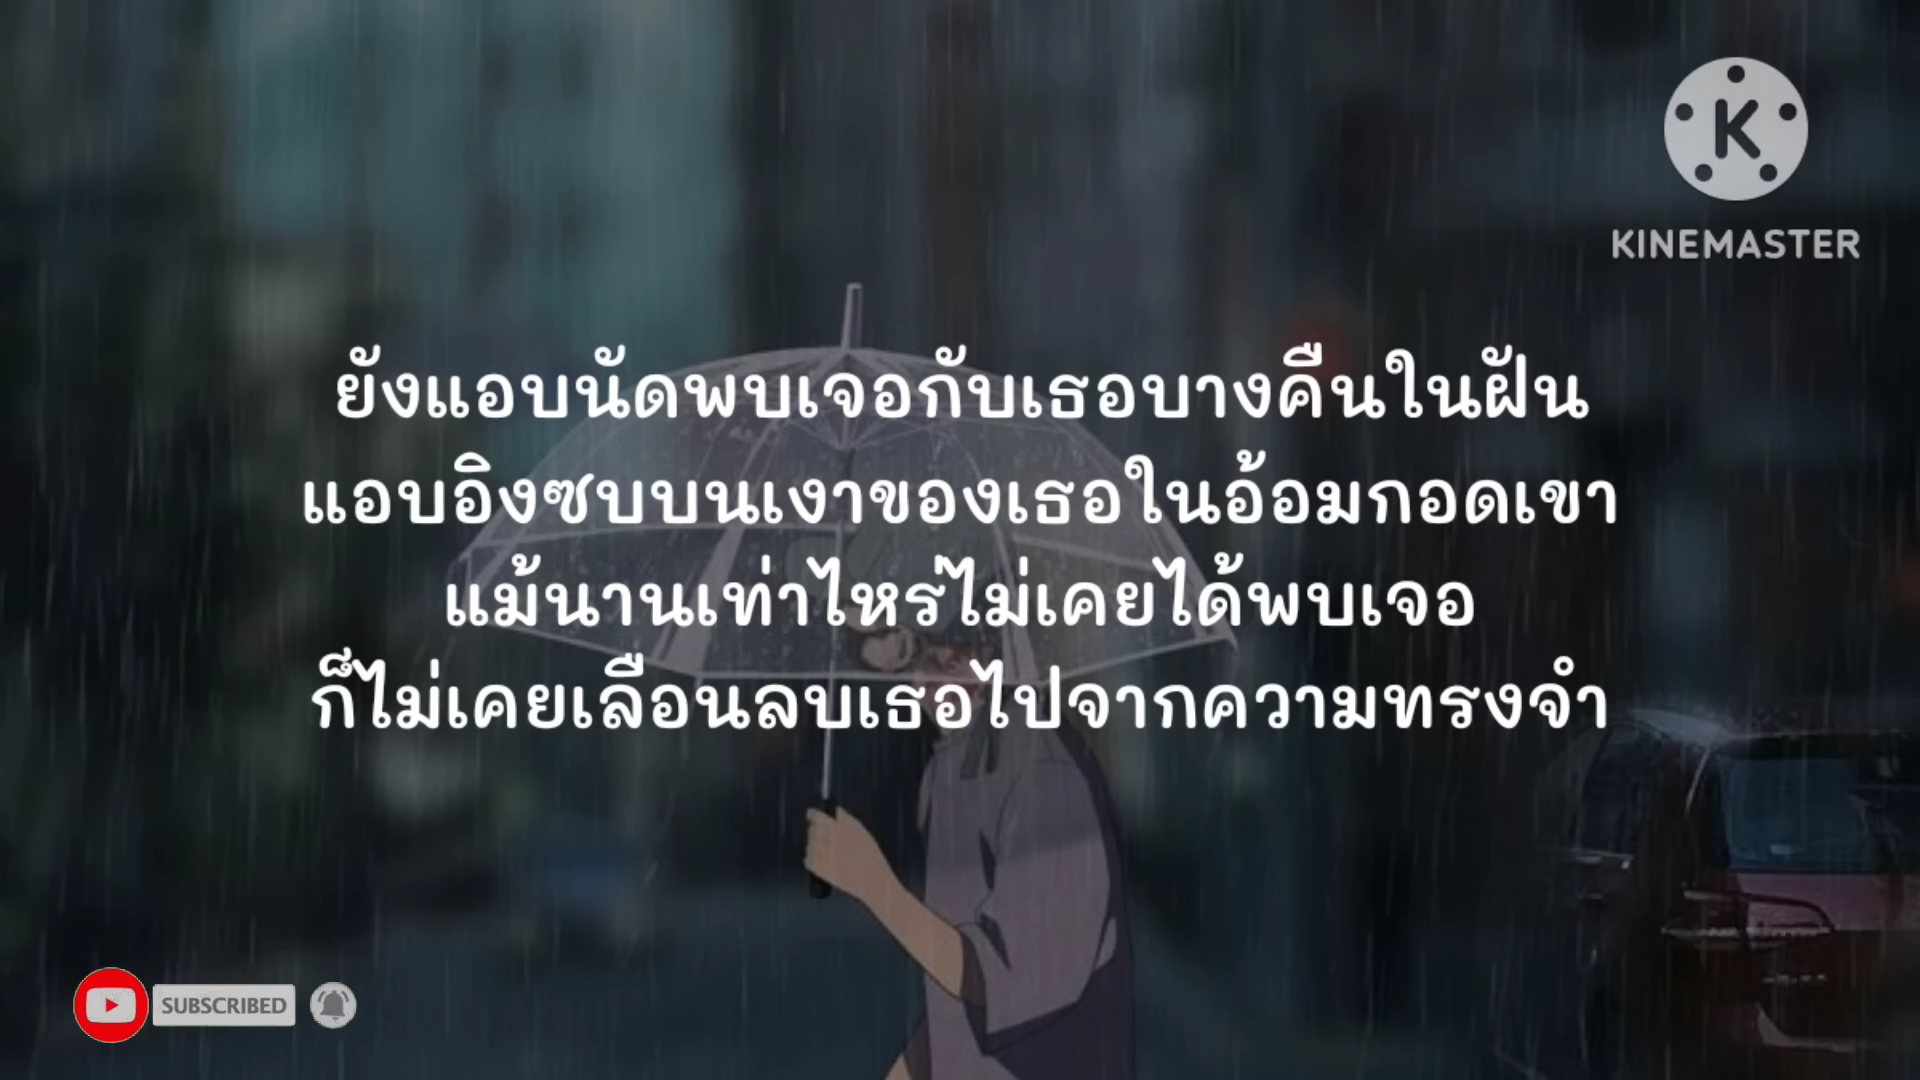 K
KINEMASTER
ยังแอบนัดพบเจอกับเธอบางคืนในฝัน
แอบอิงซบบนเงาของเธอในอ้อมกอดเขา
แม้นานเท่าไหร่ไม่เคยได้พบเจอ
ก็ไม่เคยเลือนลบเธอไปจากความทรงจำ
SUBSCRIBED